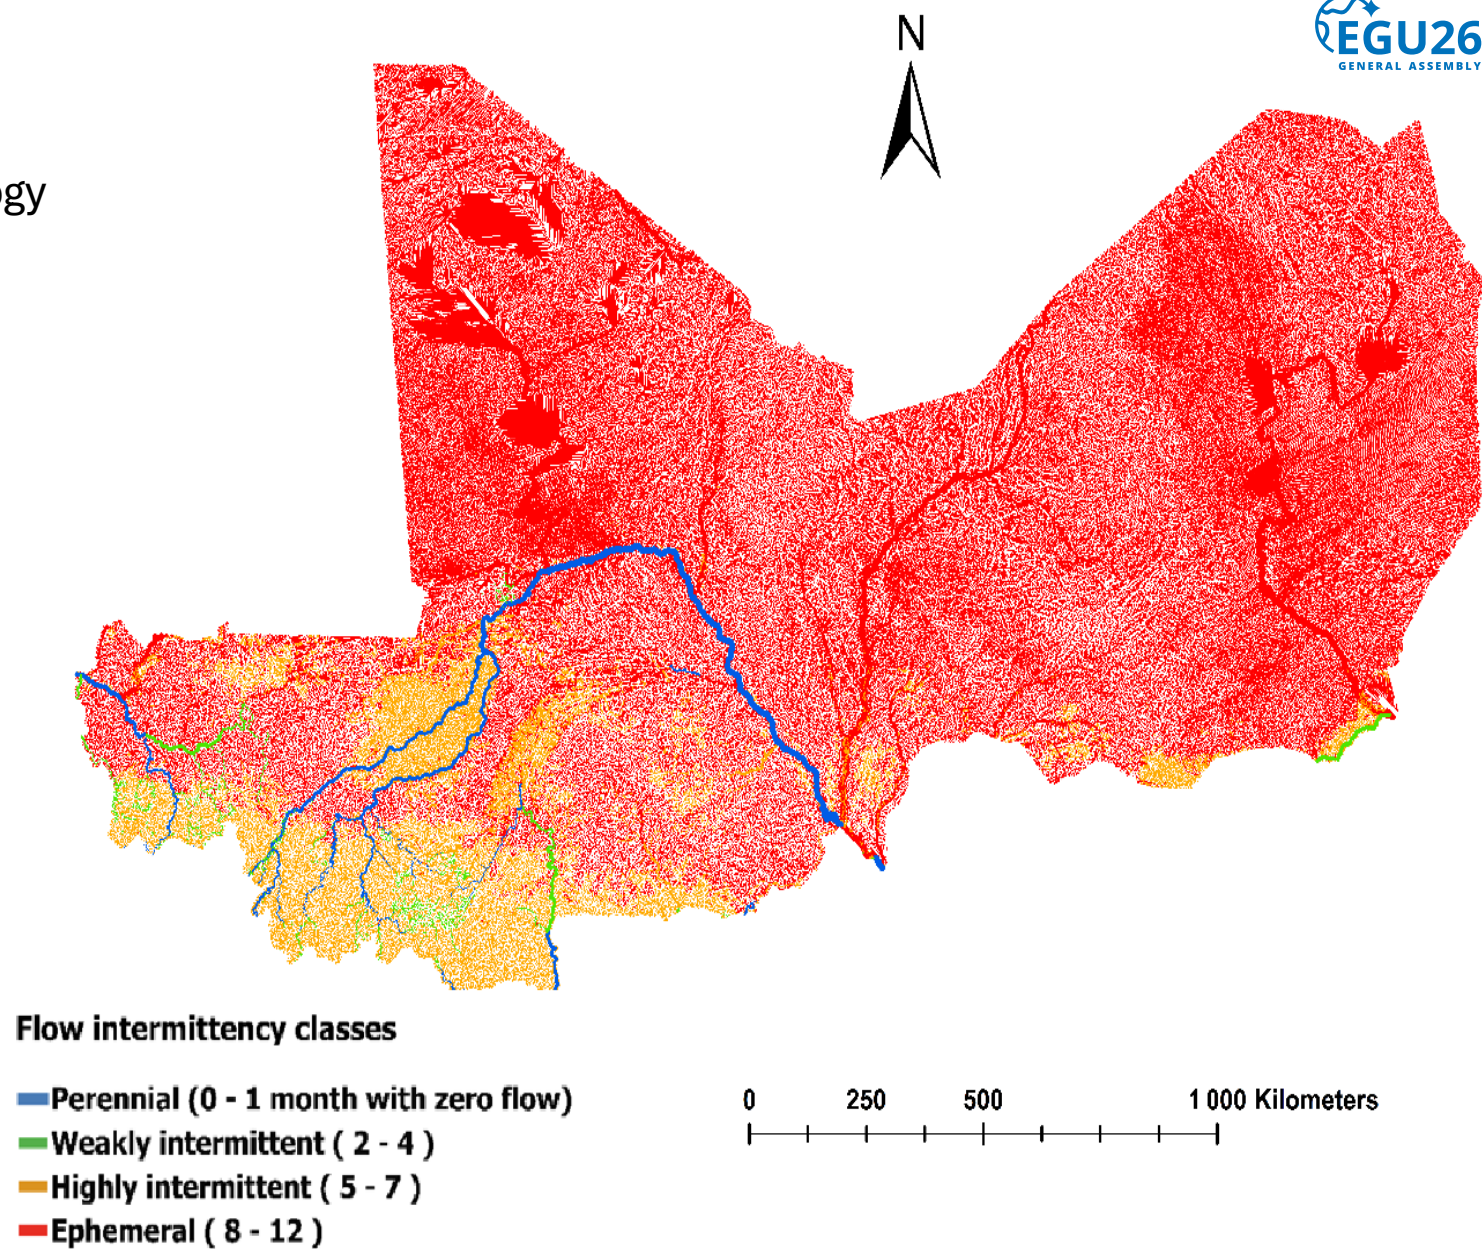 N
EGU26
GENERAL ASSEMBLY
gy
Flow intermittency classes
Perennial (0 - 1 month with zero flow)
Weakly intermittent ( 2 - 4 )
Highly intermittent ( 5 - 7 )
Ephemeral ( 8 - 12 )
0 250 500 1 000 Kilometers